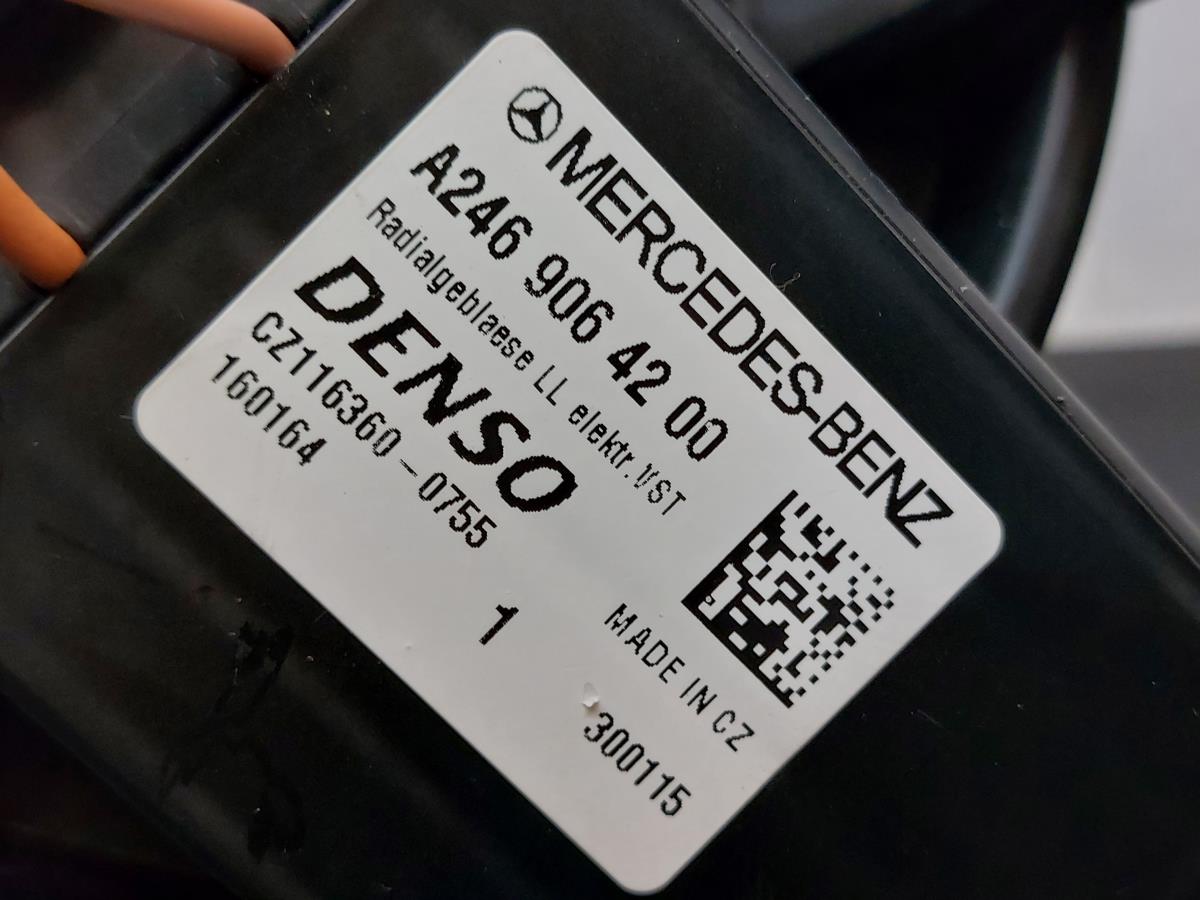 MERCEDES-BENZ
A246 906 42 00
Radialgeblaese LL elektr. VST
DENSO
CZ116360-0755
160164
1
MADE IN CZ
300115